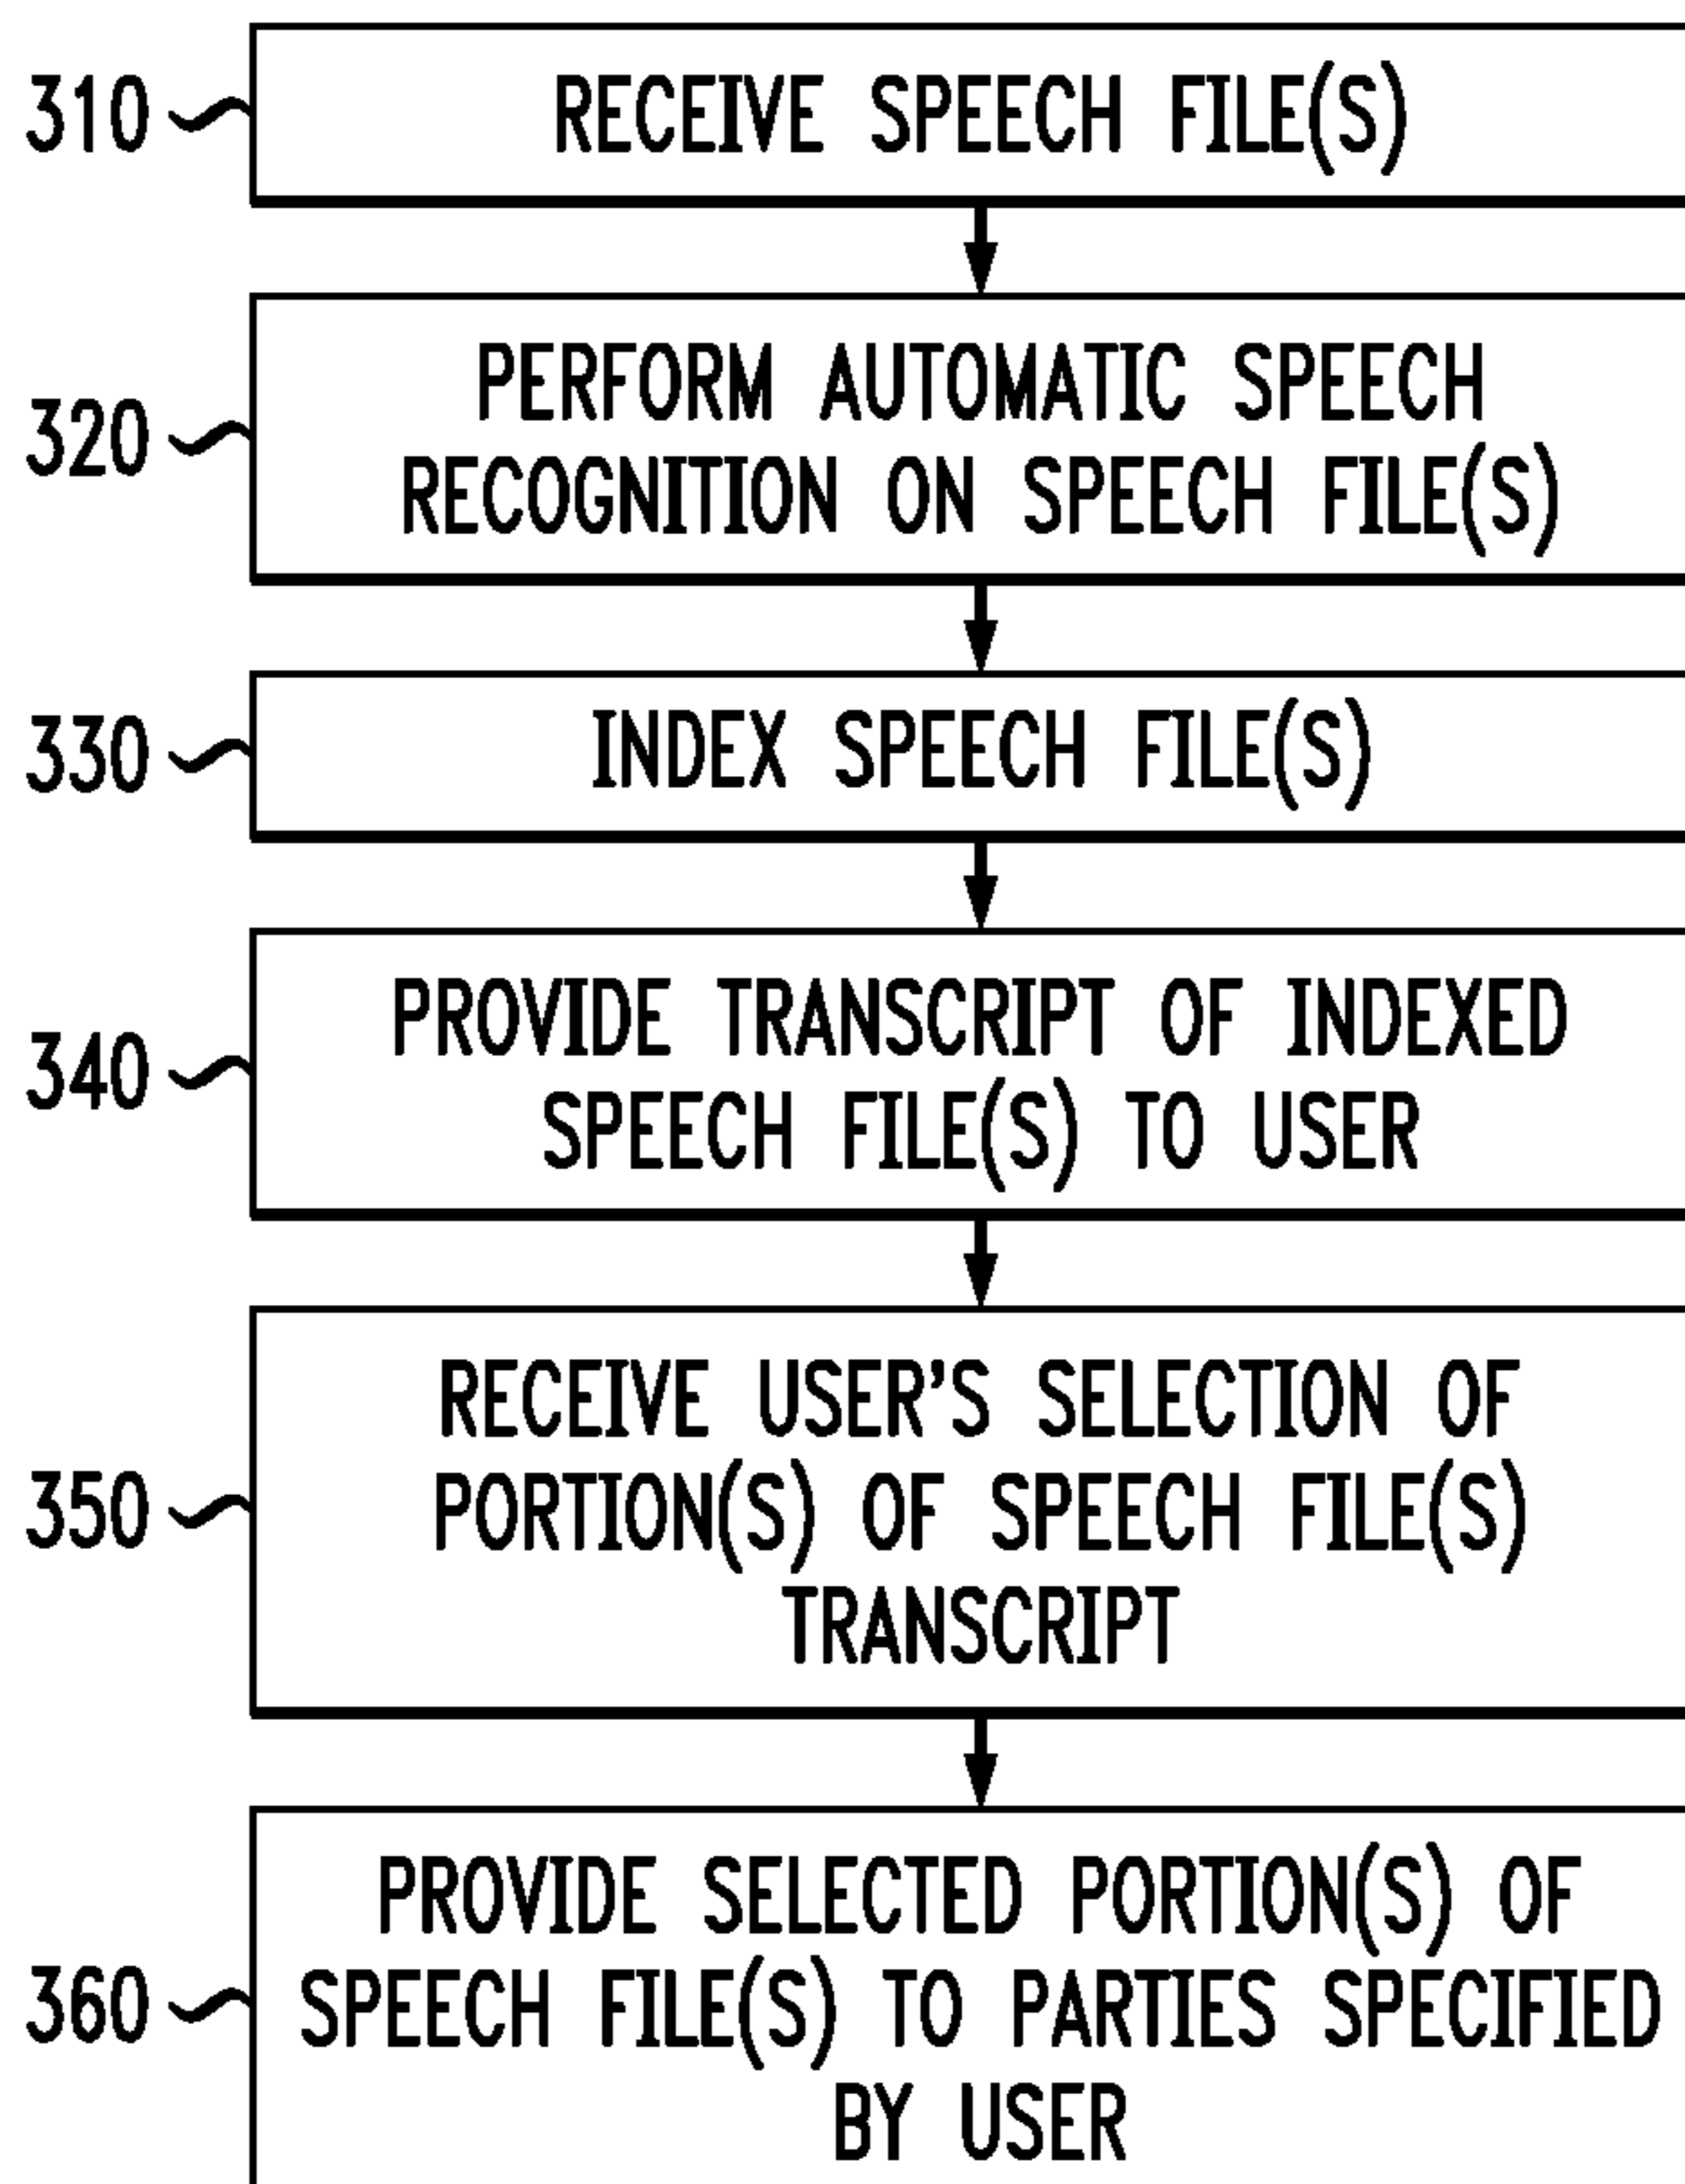 310
RECEIVE SPEECH FILE(S)
320
PERFORM AUTOMATIC SPEECH
RECOGNITION ON SPEECH FILE(S)
330
INDEX SPEECH FILE(S)
340
PROVIDE TRANSCRIPT OF INDEXED
SPEECH FILE(S) TO USER
350
RECEIVE USER'S SELECTION OF
PORTION(S) OF SPEECH FILE(S)
TRANSCRIPT
360
PROVIDE SELECTED PORTION(S) OF
SPEECH FILE(S) TO PARTIES SPECIFIED
BY USER